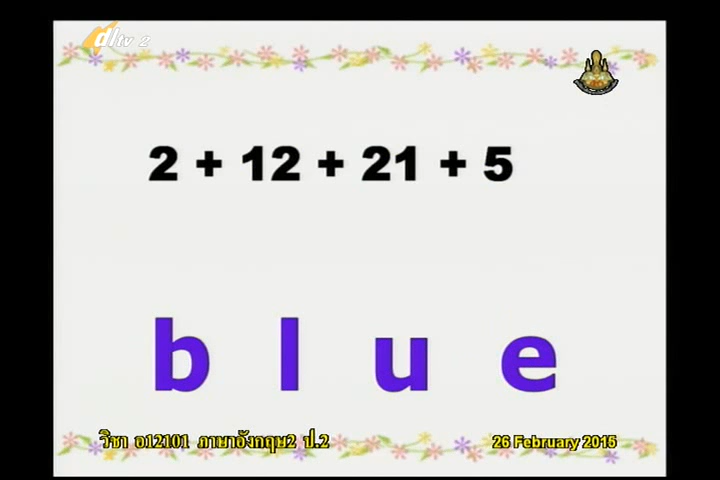 dltv 2
2 + 12 + 21 + 5
b l u e
วิชา อ12101 ภาษาอังกฤษ2 ป.2
26 February 2015